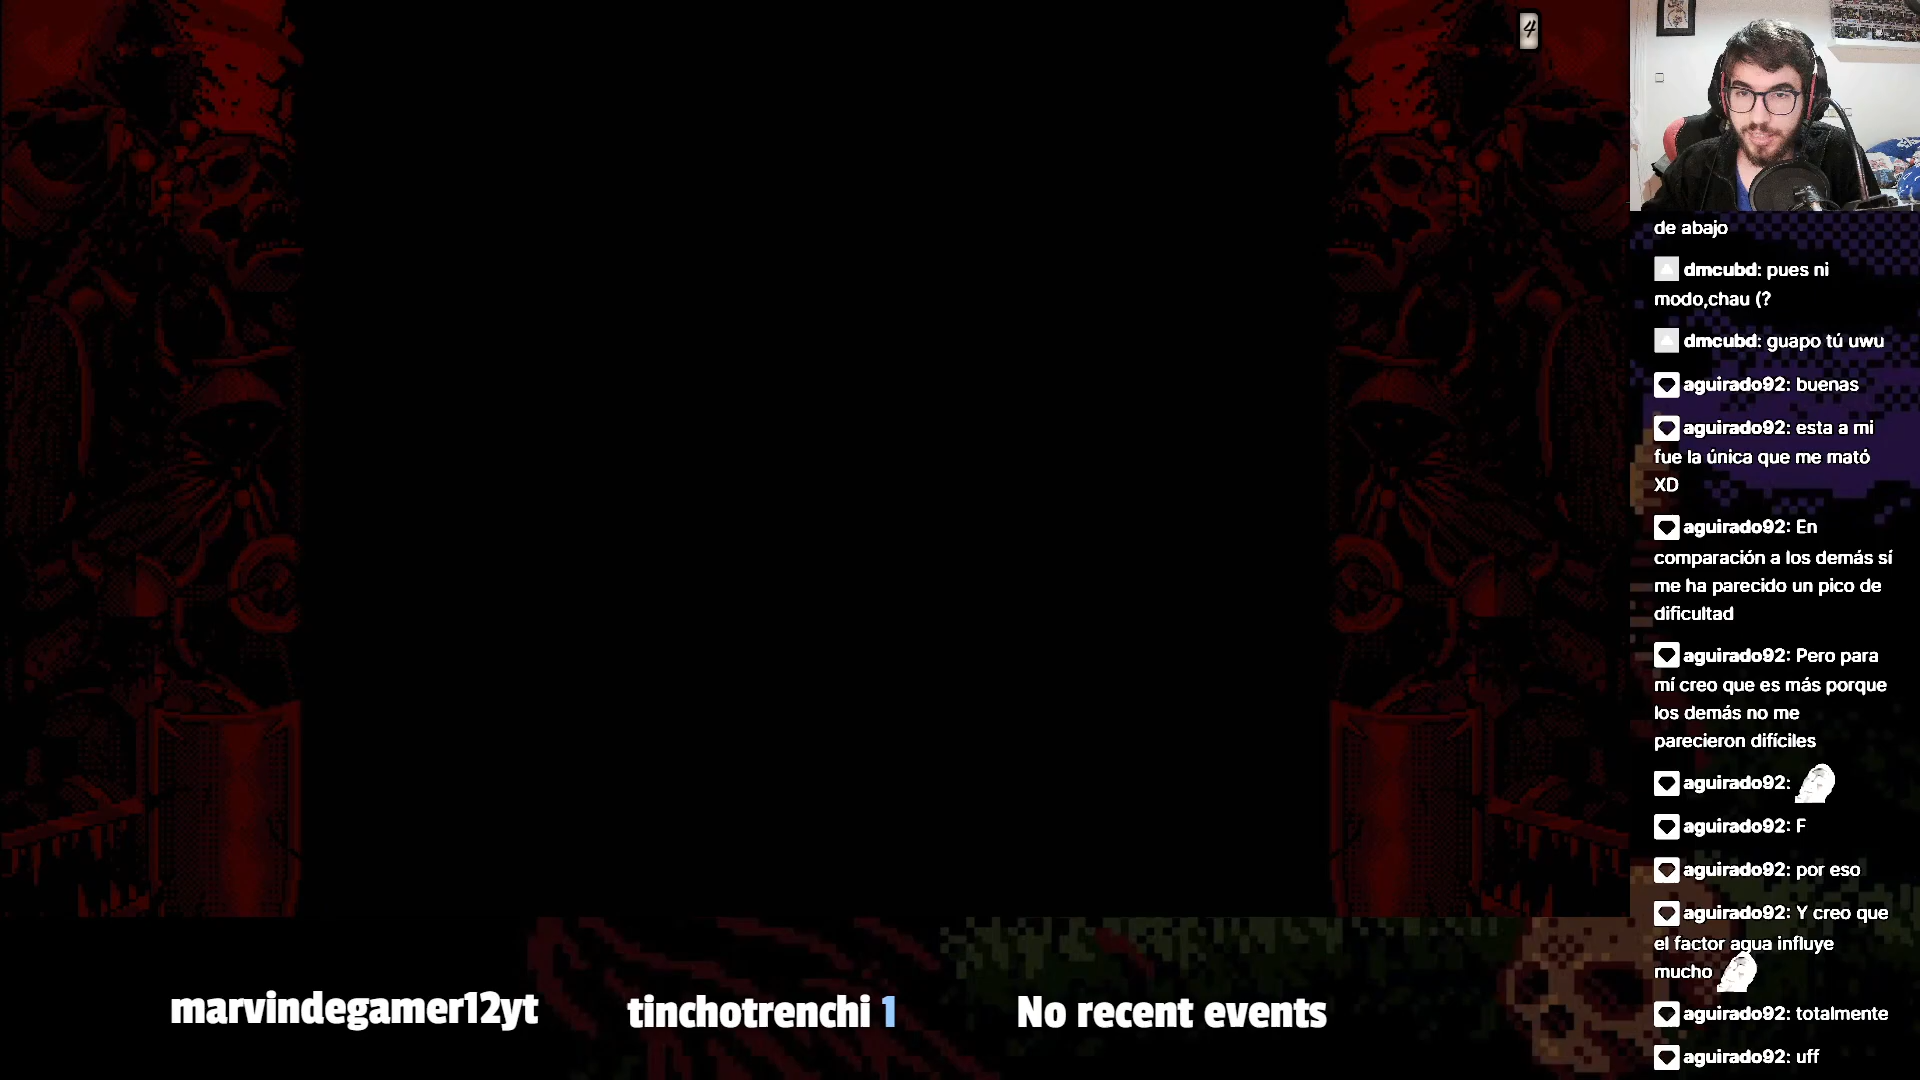 4
de abajo
dmcubd: pues ni
modo,chau (?
dmcubd: guapo tú uwu
aguirado92: buenas
aguirado92: esta a mi
fue la única que me mató
XD
aguirado92: En
comparación a los demás sí
me ha parecido un pico de
dificultad
aguirado92: Pero para
mí creo que es más porque
los demás no me
parecieron difíciles
aguirado92:
aguirado92: F
aguirado92: por eso
aguirado92: Y creo que
el factor agua influye
mucho
aguirado92: totalmente
aguirado92: uff
marvindegamer12yt
tinchotrenchi 1
No recent events